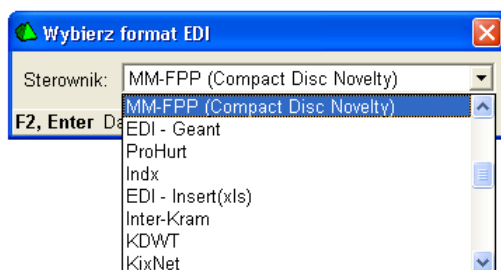 Wybierz format EDI
Sterownik: MM-FPP (Compact Disc Novelty)
MM-FPP (Compact Disc Novelty)
F2, Enter Da
EDI - Geant
ProHurt
Indx
EDI - Insert(xls)
Inter-Kram
KDWT
KixNet